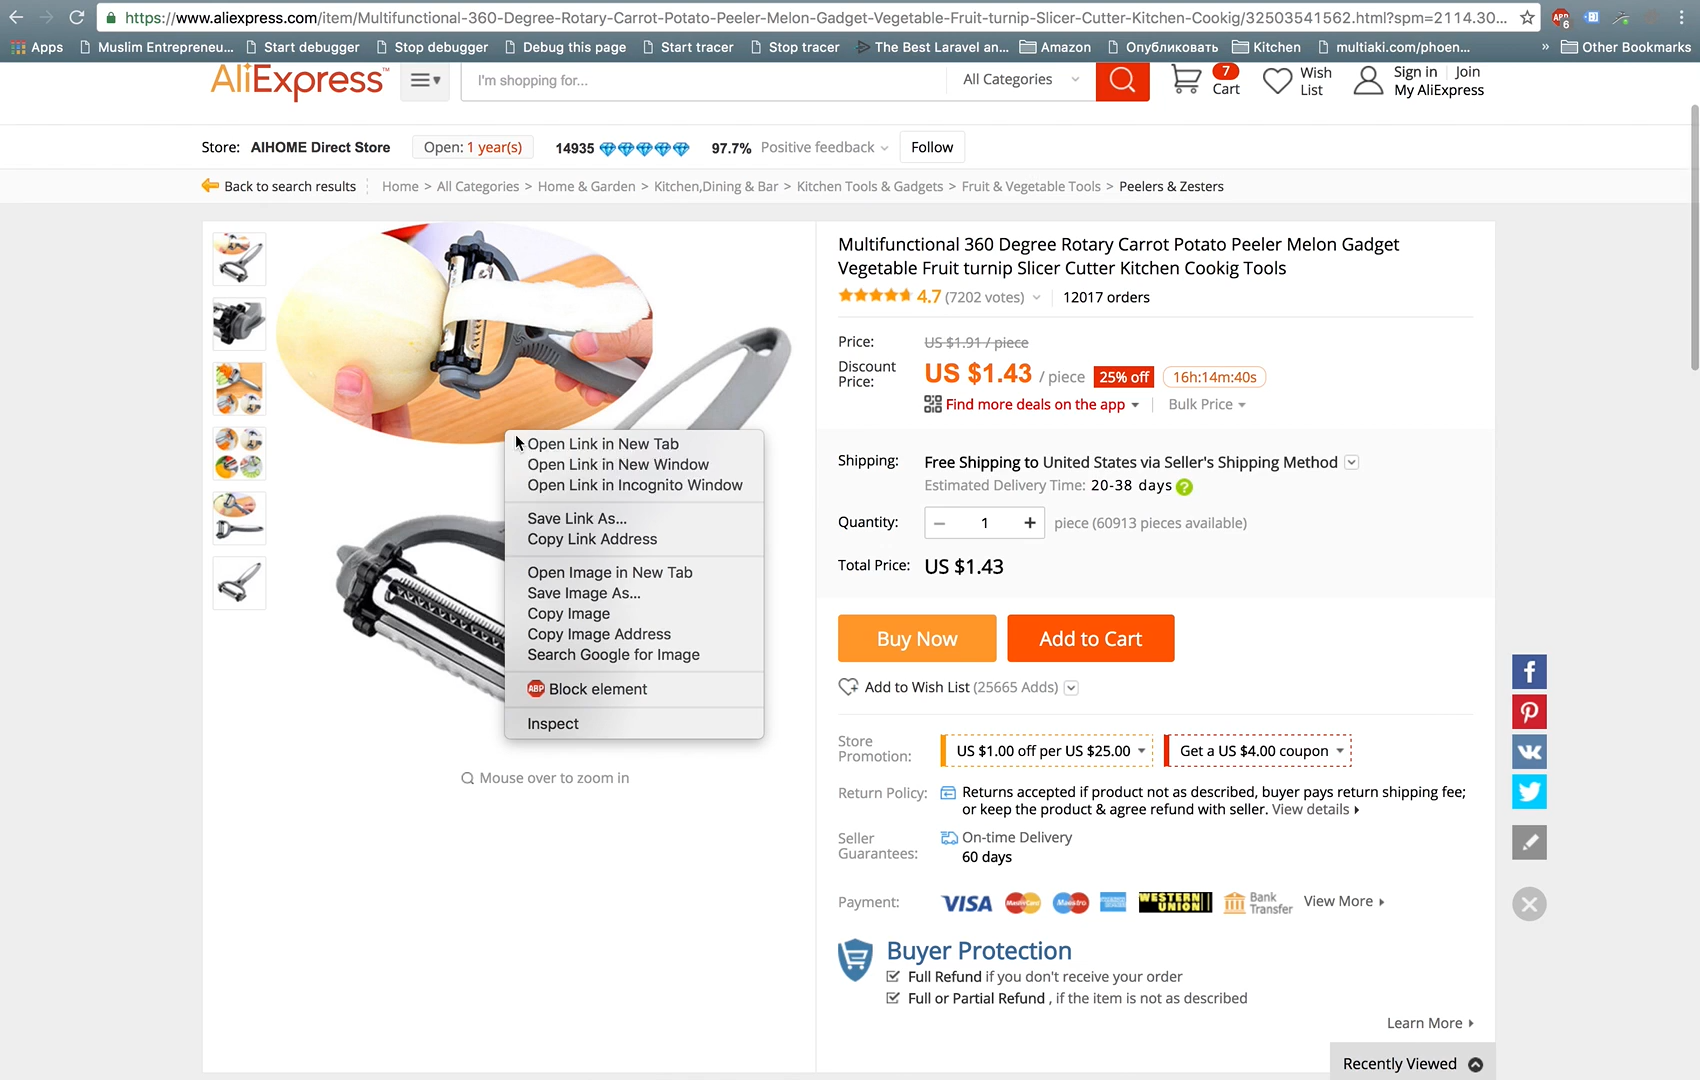 https://www.aliexpress.com/item/Multifunctional-360-Degree-Rotary-Carrot-Potato-Peeler-Melon-Gadget-Vegetable-Fruit-turnip-Slicer-Cutter-Kitchen-Cookig/32503541562.html?spm=2114.30...
ABP 6
Apps Muslim Entrepreneu... Start debugger Stop debugger Debug this page Start tracer Stop tracer The Best Laravel an... Amazon Опубликовать Kitchen multiaki.com/phoen... » Other Bookmarks
AliExpress™ I'm shopping for... All Categories 7 Cart Wish List Sign in | Join My AliExpress
Store: AIHOME Direct Store Open: 1 year(s) 14935 97.7% Positive feedback Follow
Back to search results Home > All Categories > Home & Garden > Kitchen,Dining & Bar > Kitchen Tools & Gadgets > Fruit & Vegetable Tools > Peelers & Zesters
Multifunctional 360 Degree Rotary Carrot Potato Peeler Melon Gadget
Vegetable Fruit turnip Slicer Cutter Kitchen Cookig Tools
4.7 (7202 votes) 12017 orders
Price: US $1.91 / piece
Discount Price: US $1.43 / piece 25% off 16h:14m:40s
Find more deals on the app | Bulk Price
Open Link in New Tab
Open Link in New Window
Open Link in Incognito Window
Save Link As...
Copy Link Address
Open Image in New Tab
Save Image As...
Copy Image
Copy Image Address
Search Google for Image
ABP Block element
Inspect
Mouse over to zoom in
Shipping: Free Shipping to United States via Seller's Shipping Method
Estimated Delivery Time: 20-38 days ?
Quantity: − 1 + piece (60913 pieces available)
Total Price: US $1.43
Buy Now Add to Cart
Add to Wish List (25665 Adds)
Store Promotion: US $1.00 off per US $25.00 Get a US $4.00 coupon
Return Policy: Returns accepted if product not as described, buyer pays return shipping fee;
or keep the product & agree refund with seller. View details
Seller Guarantees: On-time Delivery
60 days
Payment: VISA MasterCard Maestro WESTERN UNION Bank Transfer View More
Buyer Protection
Full Refund if you don't receive your order
Full or Partial Refund , if the item is not as described
Learn More
Recently Viewed